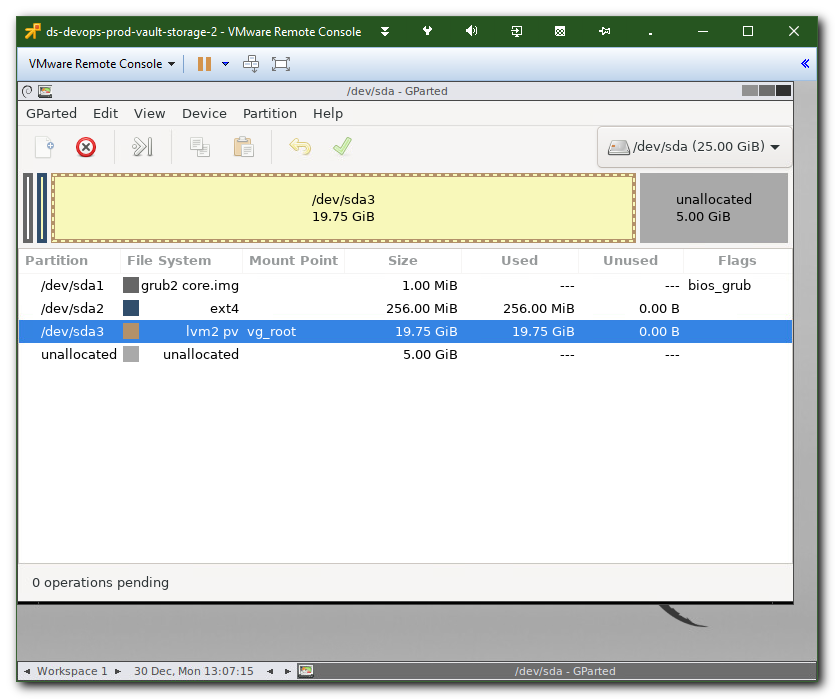 ds-devops-prod-vault-storage-2 - VMware Remote Console
VMware Remote Console
/dev/sda - GParted
GParted Edit View Device Partition Help
/dev/sda (25.00 GiB)
/dev/sda3
19.75 GiB
unallocated
5.00 GiB
Partition File System Mount Point Size Used Unused Flags
/dev/sda1 grub2 core.img 1.00 MiB --- --- bios_grub
/dev/sda2 ext4 256.00 MiB 256.00 MiB 0.00 B
/dev/sda3 lvm2 pv vg_root 19.75 GiB 19.75 GiB 0.00 B
unallocated unallocated 5.00 GiB --- ---
0 operations pending
Workspace 1 30 Dec, Mon 13:07:15 /dev/sda - GParted